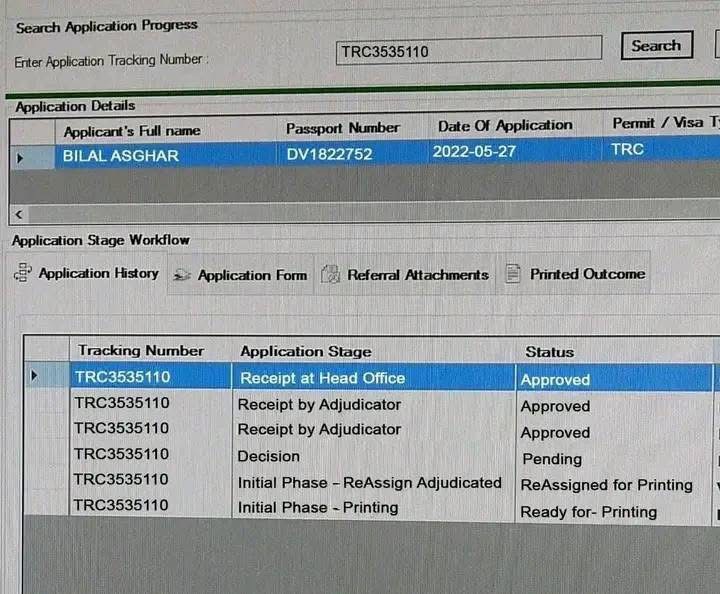 Search Application Progress
Enter Application Tracking Number : TRC3535110 Search
Application Details
Applicant's Full name Passport Number Date Of Application Permit / Visa
BILAL ASGHAR DV1822752 2022-05-27 TRC
Application Stage Workflow
Application History Application Form Referral Attachments Printed Outcome
Tracking Number Application Stage Status
TRC3535110 Receipt at Head Office Approved
TRC3535110 Receipt by Adjudicator Approved
TRC3535110 Receipt by Adjudicator Approved
TRC3535110 Decision Pending
TRC3535110 Initial Phase - ReAssign Adjudicated ReAssigned for Printing
TRC3535110 Initial Phase - Printing Ready for- Printing